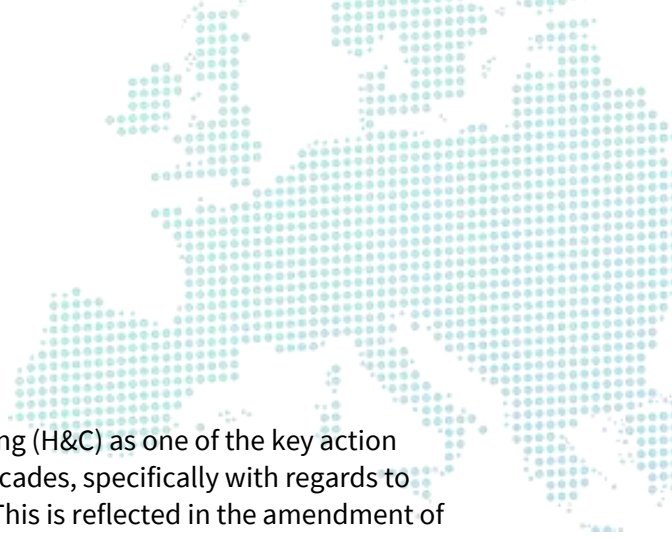 ng (H&C) as one of the key action
cades, specifically with regards to
This is reflected in the amendment of